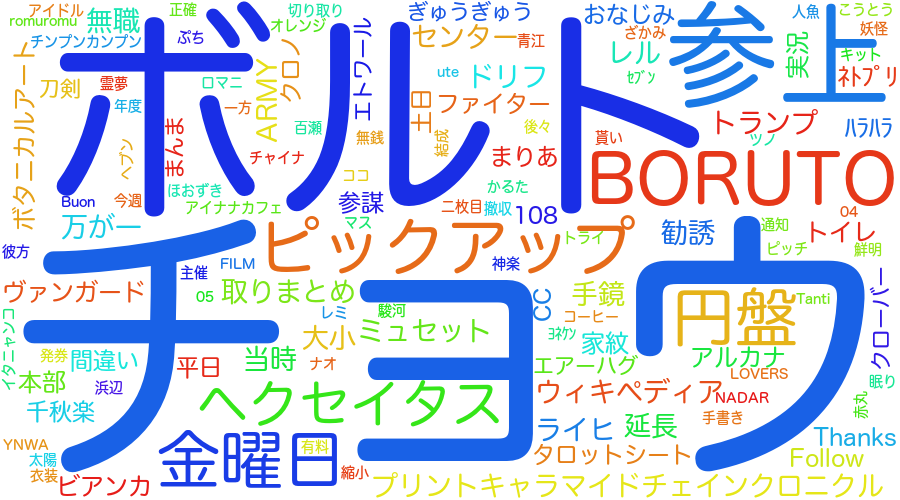 アイドル
正確
切り取り
ぎゅうぎゅう
おなじみ
人魚
こうとう
romuromu
無職
ぷち
オレンジ
センター
青江
ざかみ
妖怪
チンプンカンプン
ボルト
参上
実況
キット
レル
ネトプリ
ボタニカルアート
刀剣
霊夢
ロマニ
ARMY
クロノ
エトワール
ute
ドリフ
セブン
年度
一方
土日
ファイター
ハラハラ
ヘブン
まんま
百瀬
無銭
結成
後々
トランプ
ツノ
チャイナ
まりあ
貰い
BORUTO
Buon
今週
ほおずき
ココ
かるた
アイナナカフェ
参謀
二枚目
撤収
108
04
万が一
マス
ピックアップ
トライ
勧誘
通知
トイレ
彼方
チョウ
主催
FILM
神楽
ピッチ
鮮明
ヴァンガード
05
取りまとめ
レミ
駿河
CC
手鏡
円盤
Tanti
クローバー
イタニャンコ
大小
ミュセット
ヨネケン
コーヒー
家紋
発券
間違い
平日
当時
ナオ
エアーハグ
アルカナ
LOVERS
本部
浜辺
ヘクセイタス
ウィキペディア
NADAR
眠り
赤丸
千秋楽
ライヒ
延長
手書き
Thanks
YNWA
太陽
金曜日
有料
タロットシート
Follow
衣装
ビアンカ
縮小
プリントキャラマイドチェインクロニクル